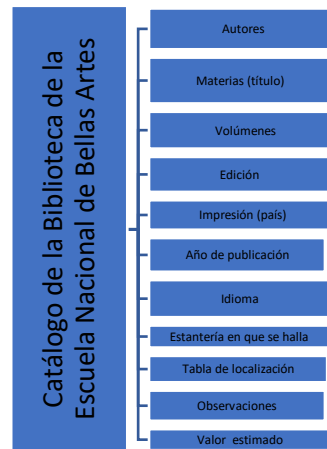 Catálogo de la Biblioteca de la
Escuela Nacional de Bellas Artes
Autores
Materias (título)
Volúmenes
Edición
Impresión (país)
Año de publicación
Idioma
Estantería en que se halla
Tabla de localización
Observaciones
Valor estimado